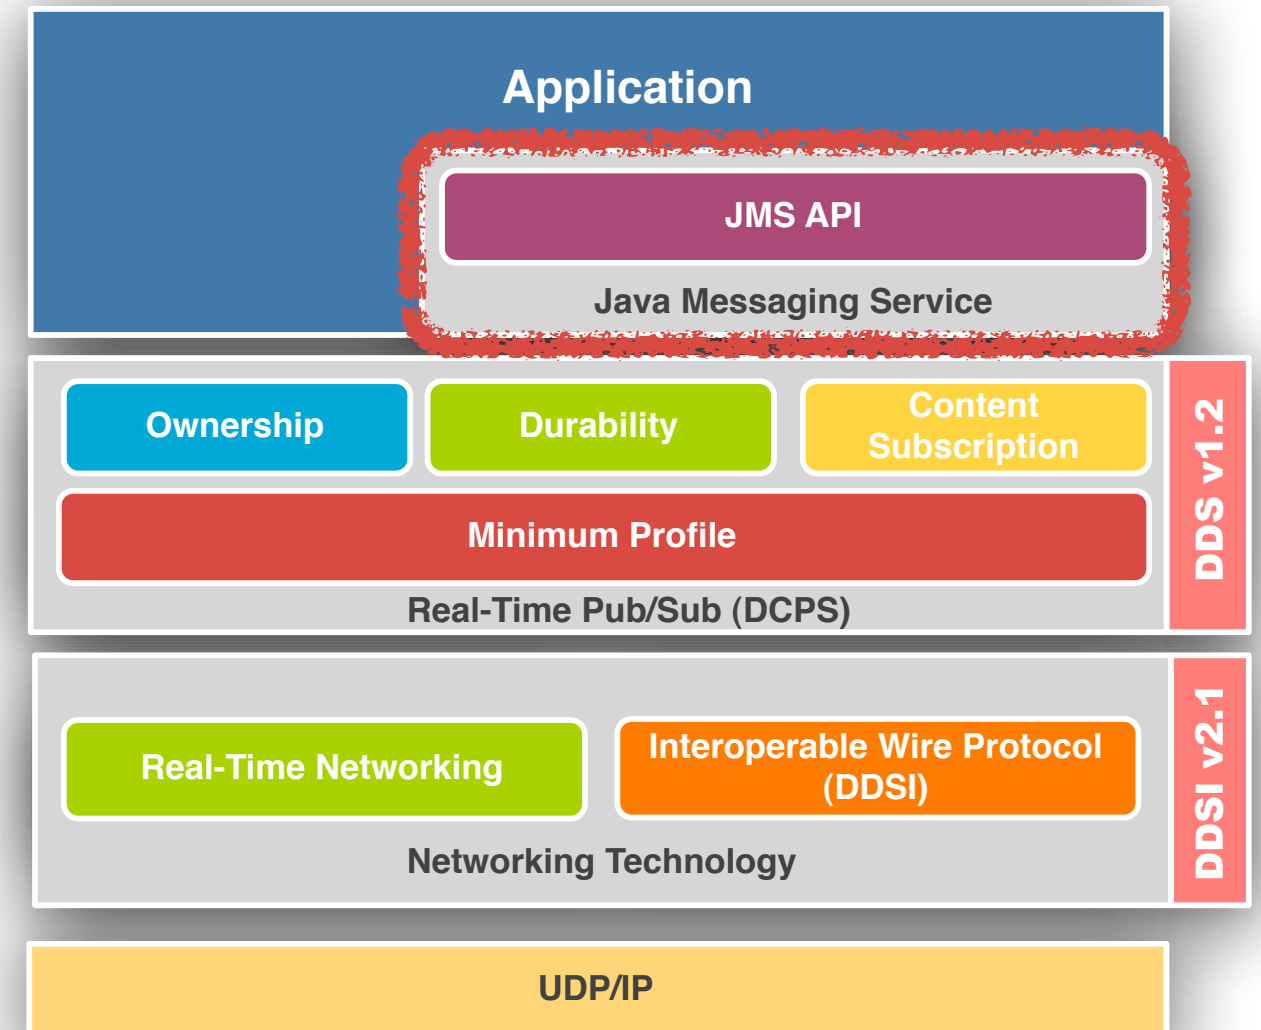 Application
JMS API
Java Messaging Service
Ownership
Durability
Content
Subscription
Minimum Profile
Real-Time Pub/Sub (DCPS)
DDS v1.2
Real-Time Networking
Interoperable Wire Protocol
(DDSI)
Networking Technology
DDSI v2.1
UDP/IP